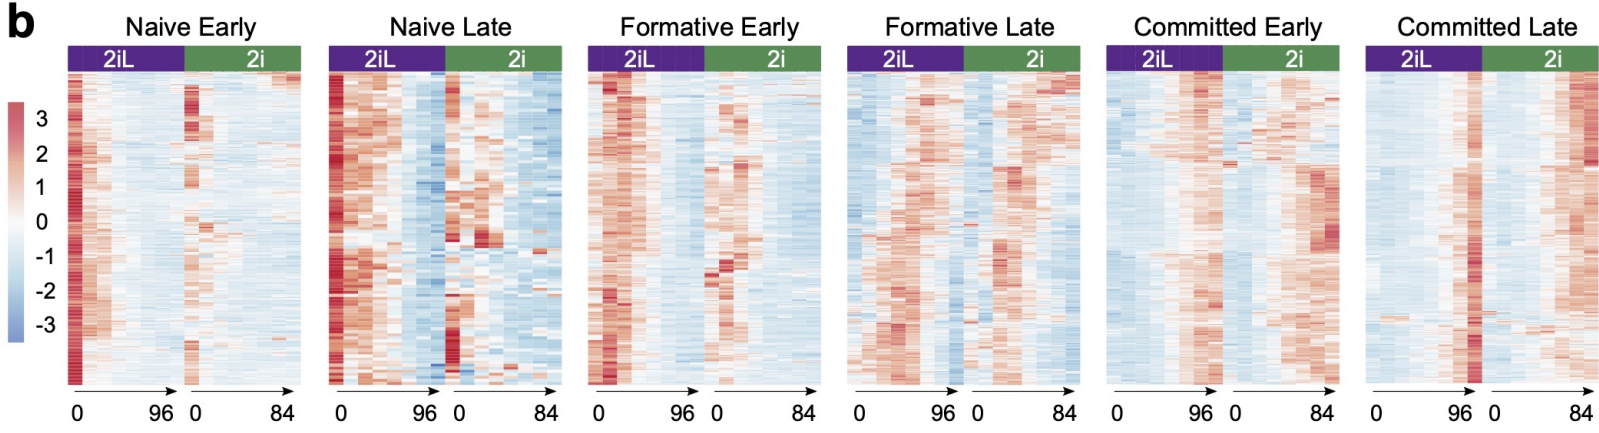 b
Naive Early
Naive Late
Formative Early
Formative Late
Committed Early
Committed Late
2iL 2i
2iL 2i
2iL 2i
2iL 2i
2iL 2i
2iL 2i
3
2
1
0
-1
-2
-3
0 96 0 84
0 96 0 84
0 96 0 84
0 96 0 84
0 96 0 84
0 96 0 84